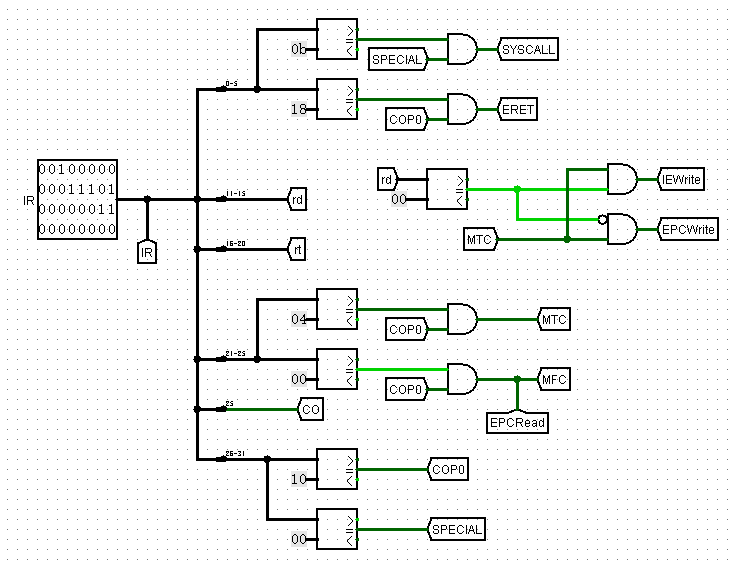 0b
SPECIAL
SYSCALL
0-5
18
COP0
ERET
IR
00100000
00011101
00000011
00000000
IR
11-15
rd
16-20
rt
rd
00
MTC
IEWrite
EPCWrite
04
COP0
MTC
21-25
00
COP0
MFC
EPCRead
25
CO
26-31
10
COP0
00
SPECIAL